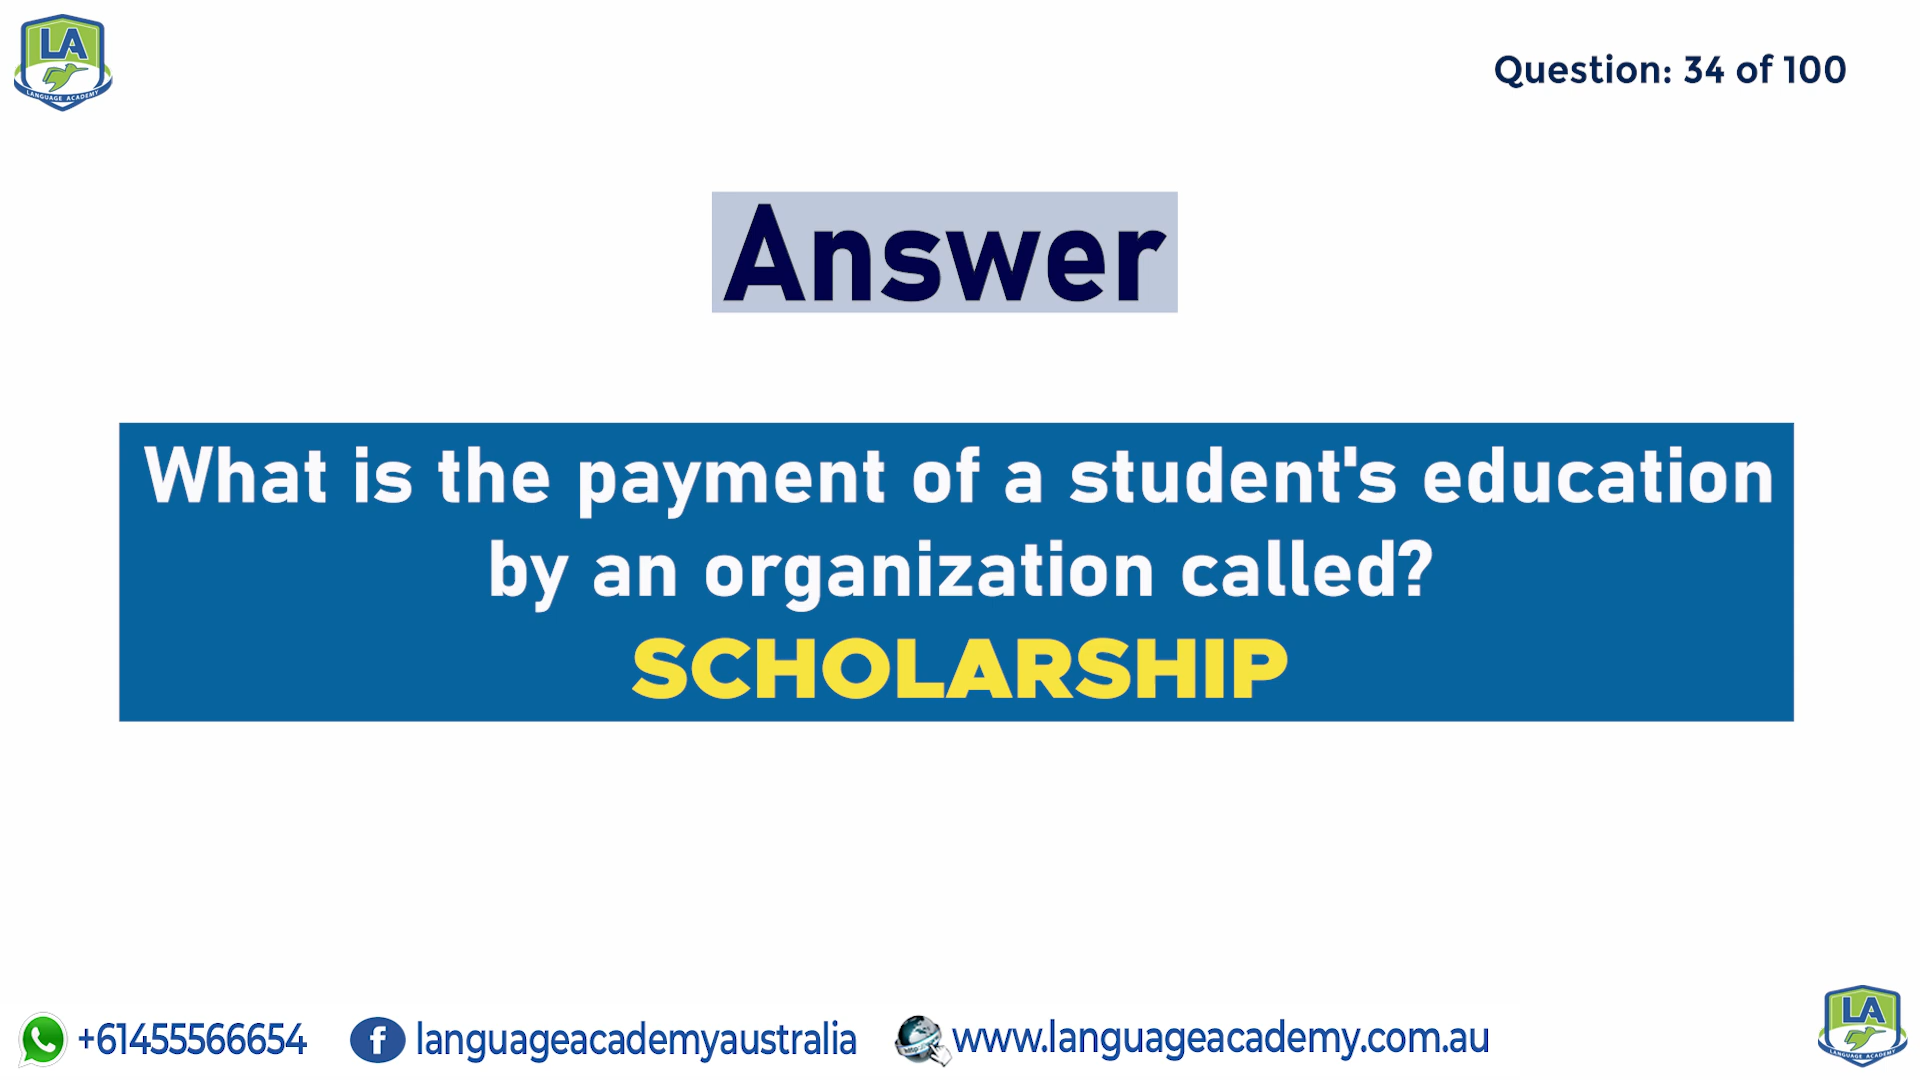 LA
LANGUAGE ACADEMY
Question: 34 of 100
Answer
What is the payment of a student's education
by an organization called?
SCHOLARSHIP
+61455566654
languageacademyaustralia
www.languageacademy.com.au
LA
LANGUAGE ACADEMY